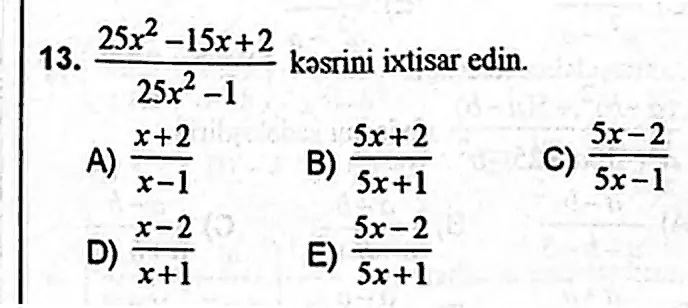 13. \frac{25x^2-15x+2}{25x^2-1} kəsrini ixtisar edin.
A) \frac{x+2}{x-1} B) \frac{5x+2}{5x+1} C) \frac{5x-2}{5x-1}
D) \frac{x-2}{x+1} E) \frac{5x-2}{5x+1}